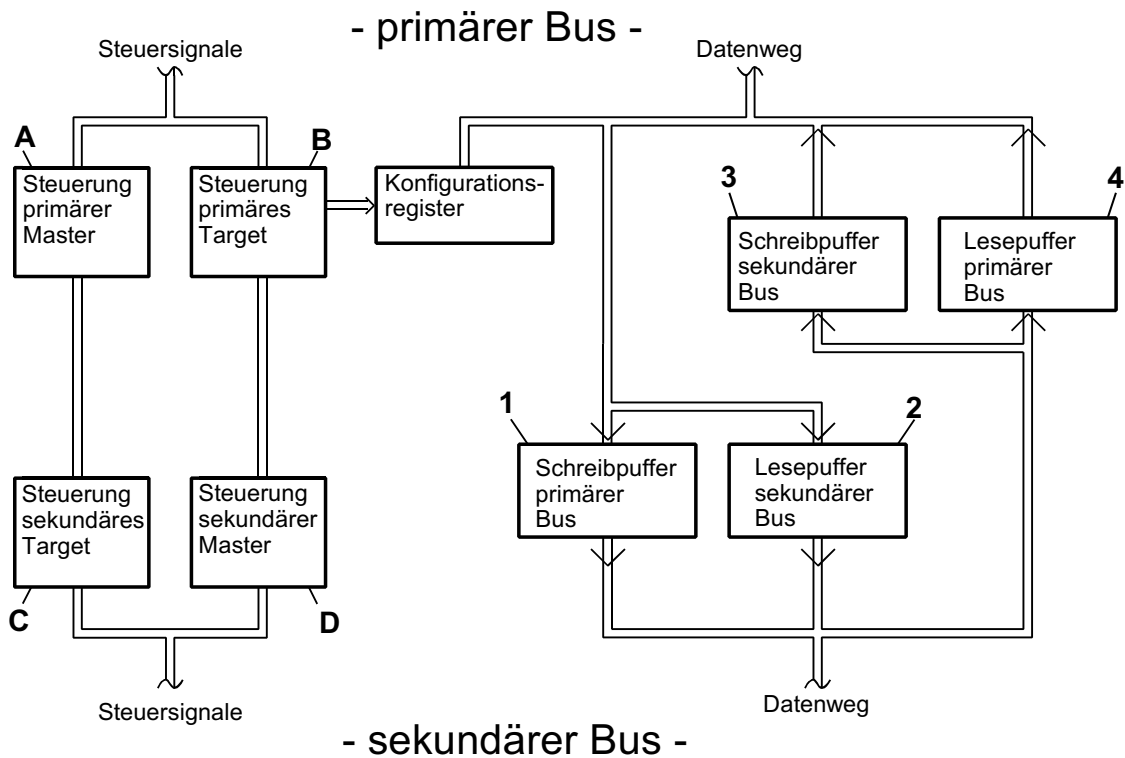 - primärer Bus -
Steuersignale
Datenweg
A
B
Steuerung
primärer
Master
Steuerung
primäres
Target
Konfigurations-
register
3
4
Schreibpuffer
sekundärer
Bus
Lesepuffer
primärer
Bus
1
2
Schreibpuffer
primärer
Bus
Lesepuffer
sekundärer
Bus
Steuerung
sekundäres
Target
Steuerung
sekundärer
Master
C
D
Steuersignale
Datenweg
- sekundärer Bus -